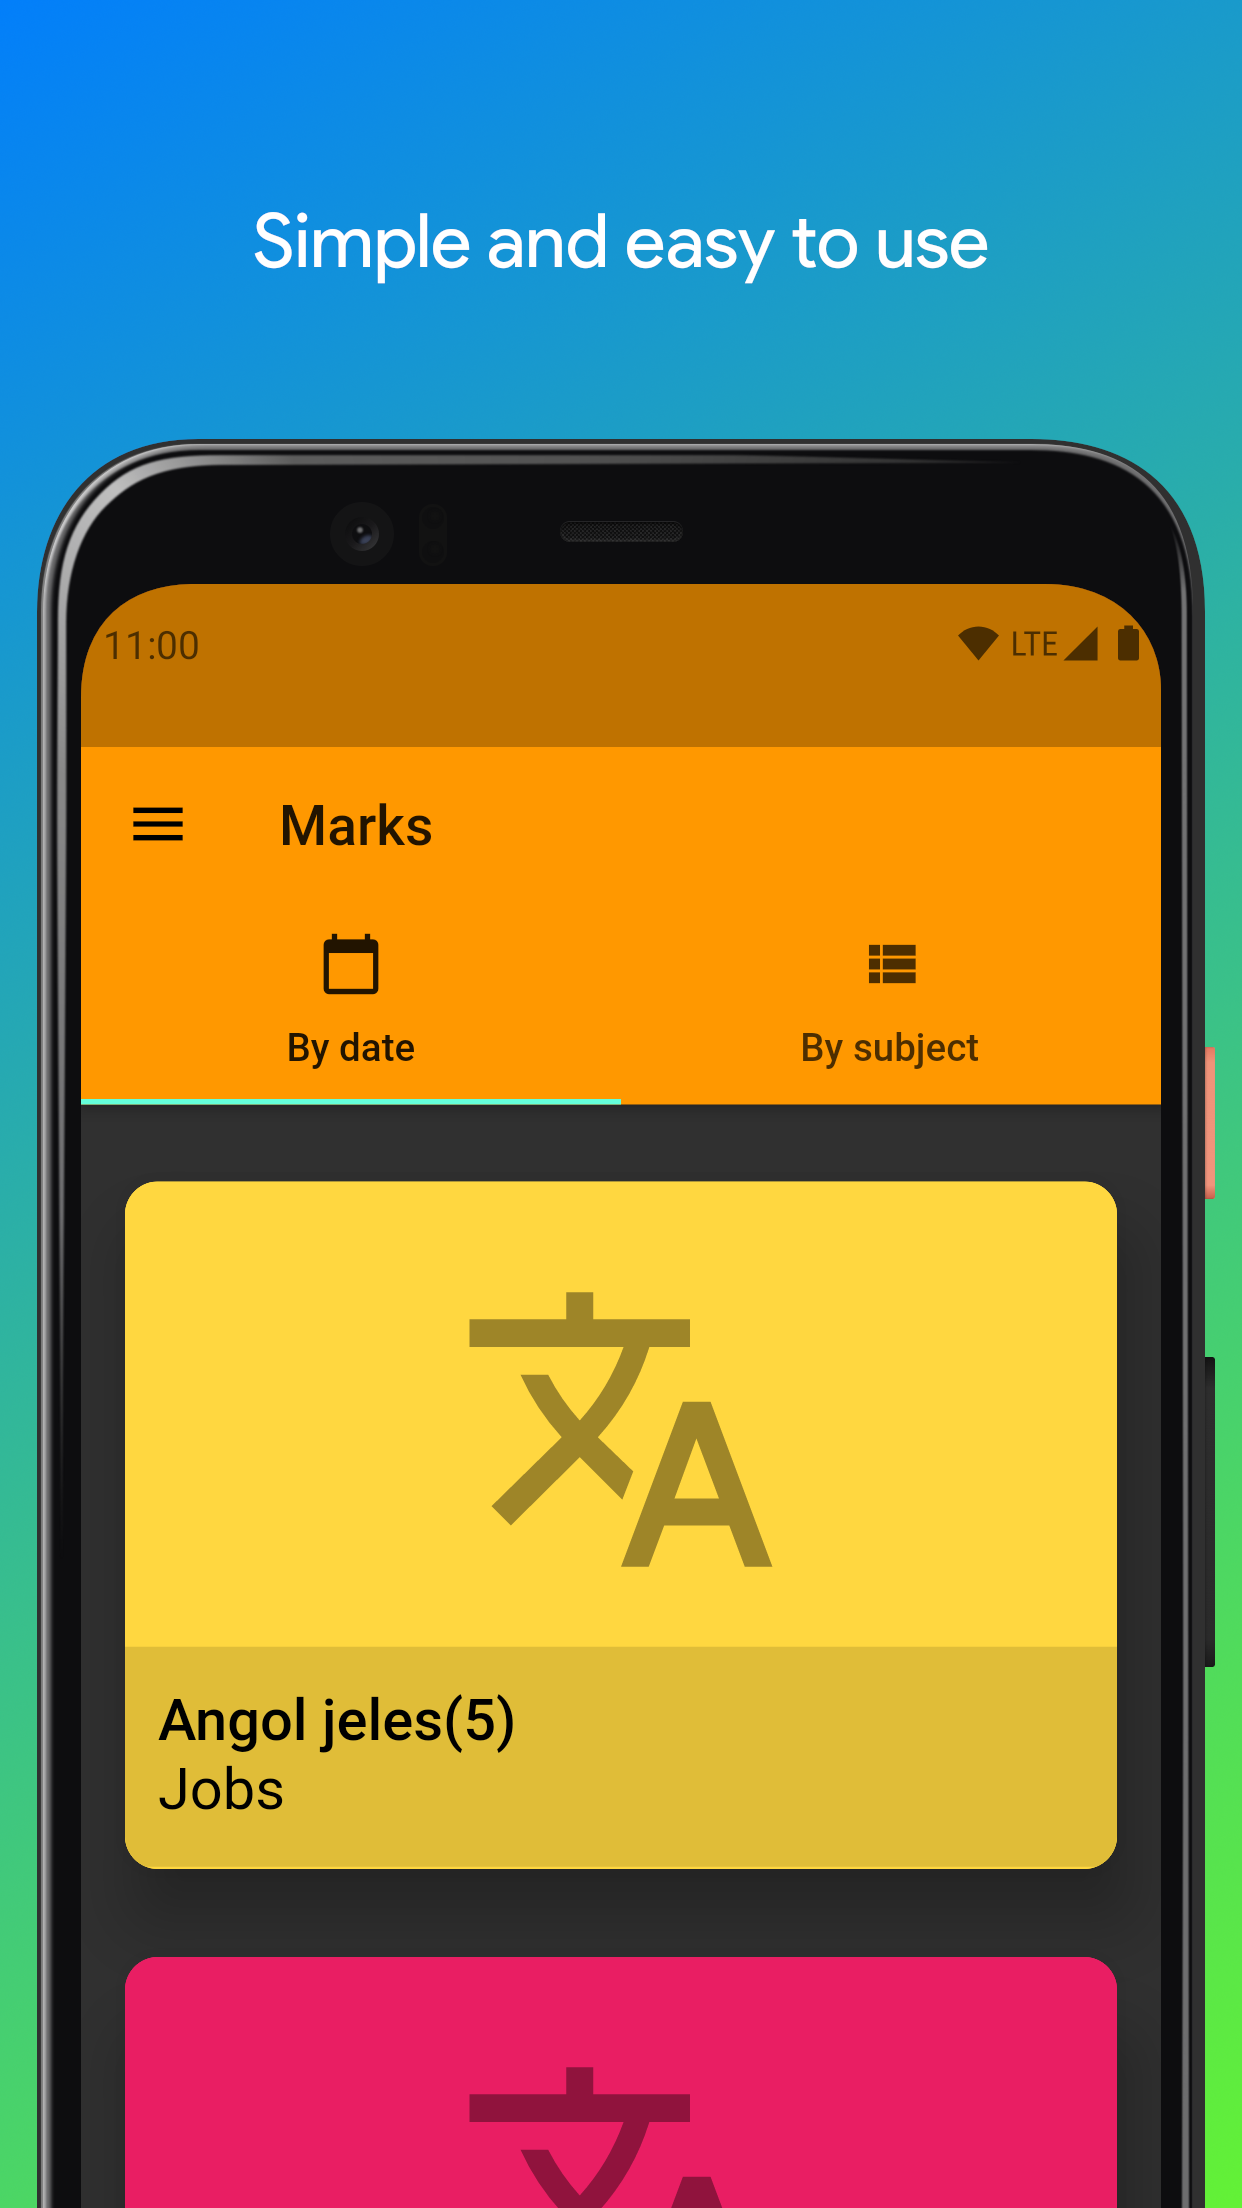 Simple and easy to use
11:00
LTE
Marks
By date
By subject
文A
Angol jeles(5)
Jobs